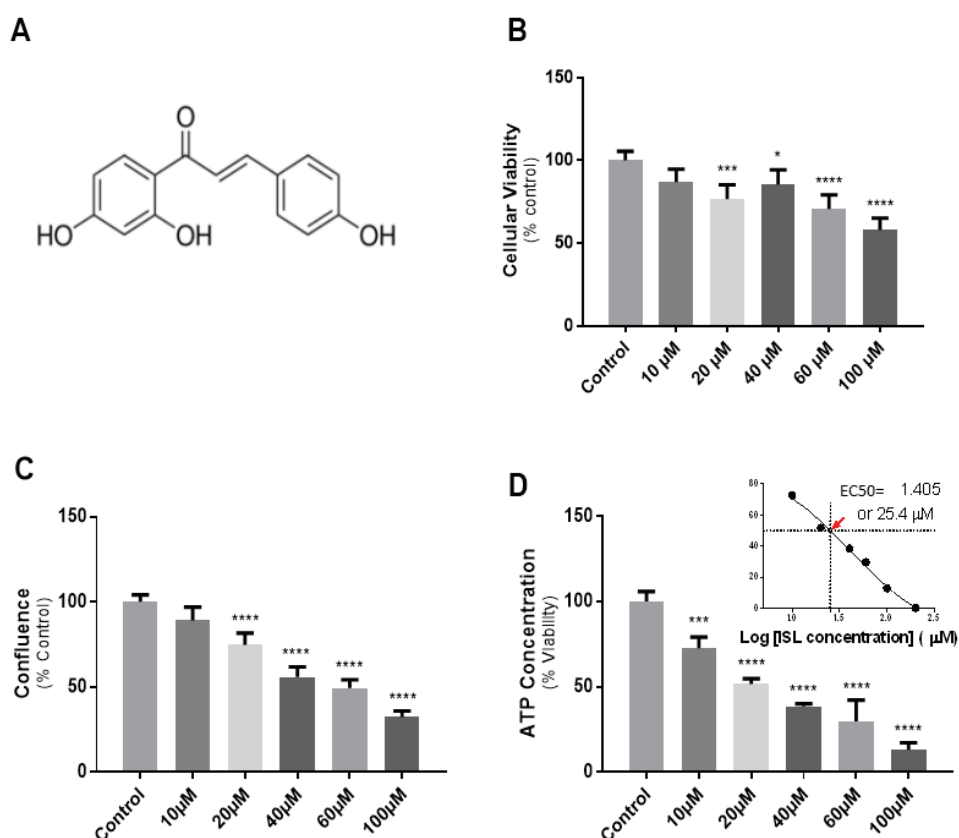 A
O
HO
OH
OH
B
Cellular Viability
(% control)
150
100
50
0
***
*
****
****
Control
10 µM
20 µM
40 µM
60 µM
100 µM
C
Confluence
(% Control)
150
100
50
0
****
****
****
****
Control
10µM
20µM
40µM
60µM
100µM
D
ATP Concentration
(% Viability)
150
100
50
0
***
****
****
****
****
Control
10µM
20µM
40µM
60µM
100µM
80
60
40
20
0
EC50= 1.405
or 25.4 µM
1.0
1.5
2.0
2.5
Log [ISL concentration] ( µM)